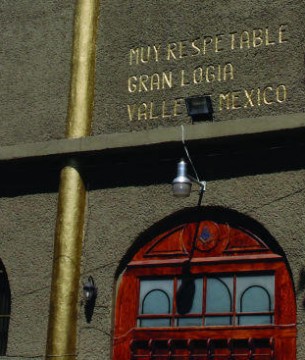 MUY RESPETABLE
GRAN LOGIA
VALLE MEXICO